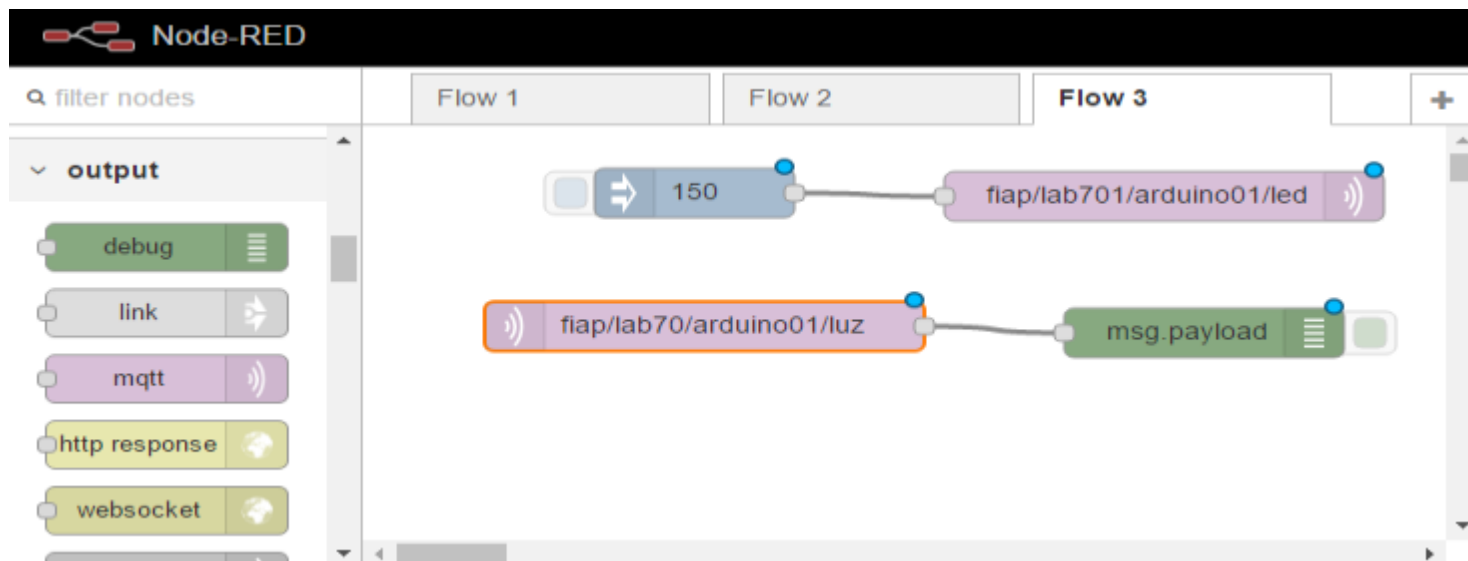 Node-RED
filter nodes
Flow 1
Flow 2
Flow 3
+
output
debug
link
mqtt
http response
websocket
150
fiap/lab701/arduino01/led
fiap/lab70/arduino01/luz
msg.payload